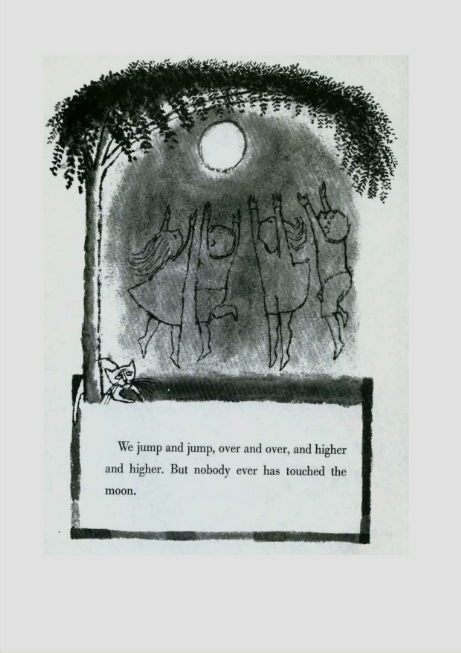 We jump and jump, over and over, and higher
and higher. But nobody ever has touched the
moon.